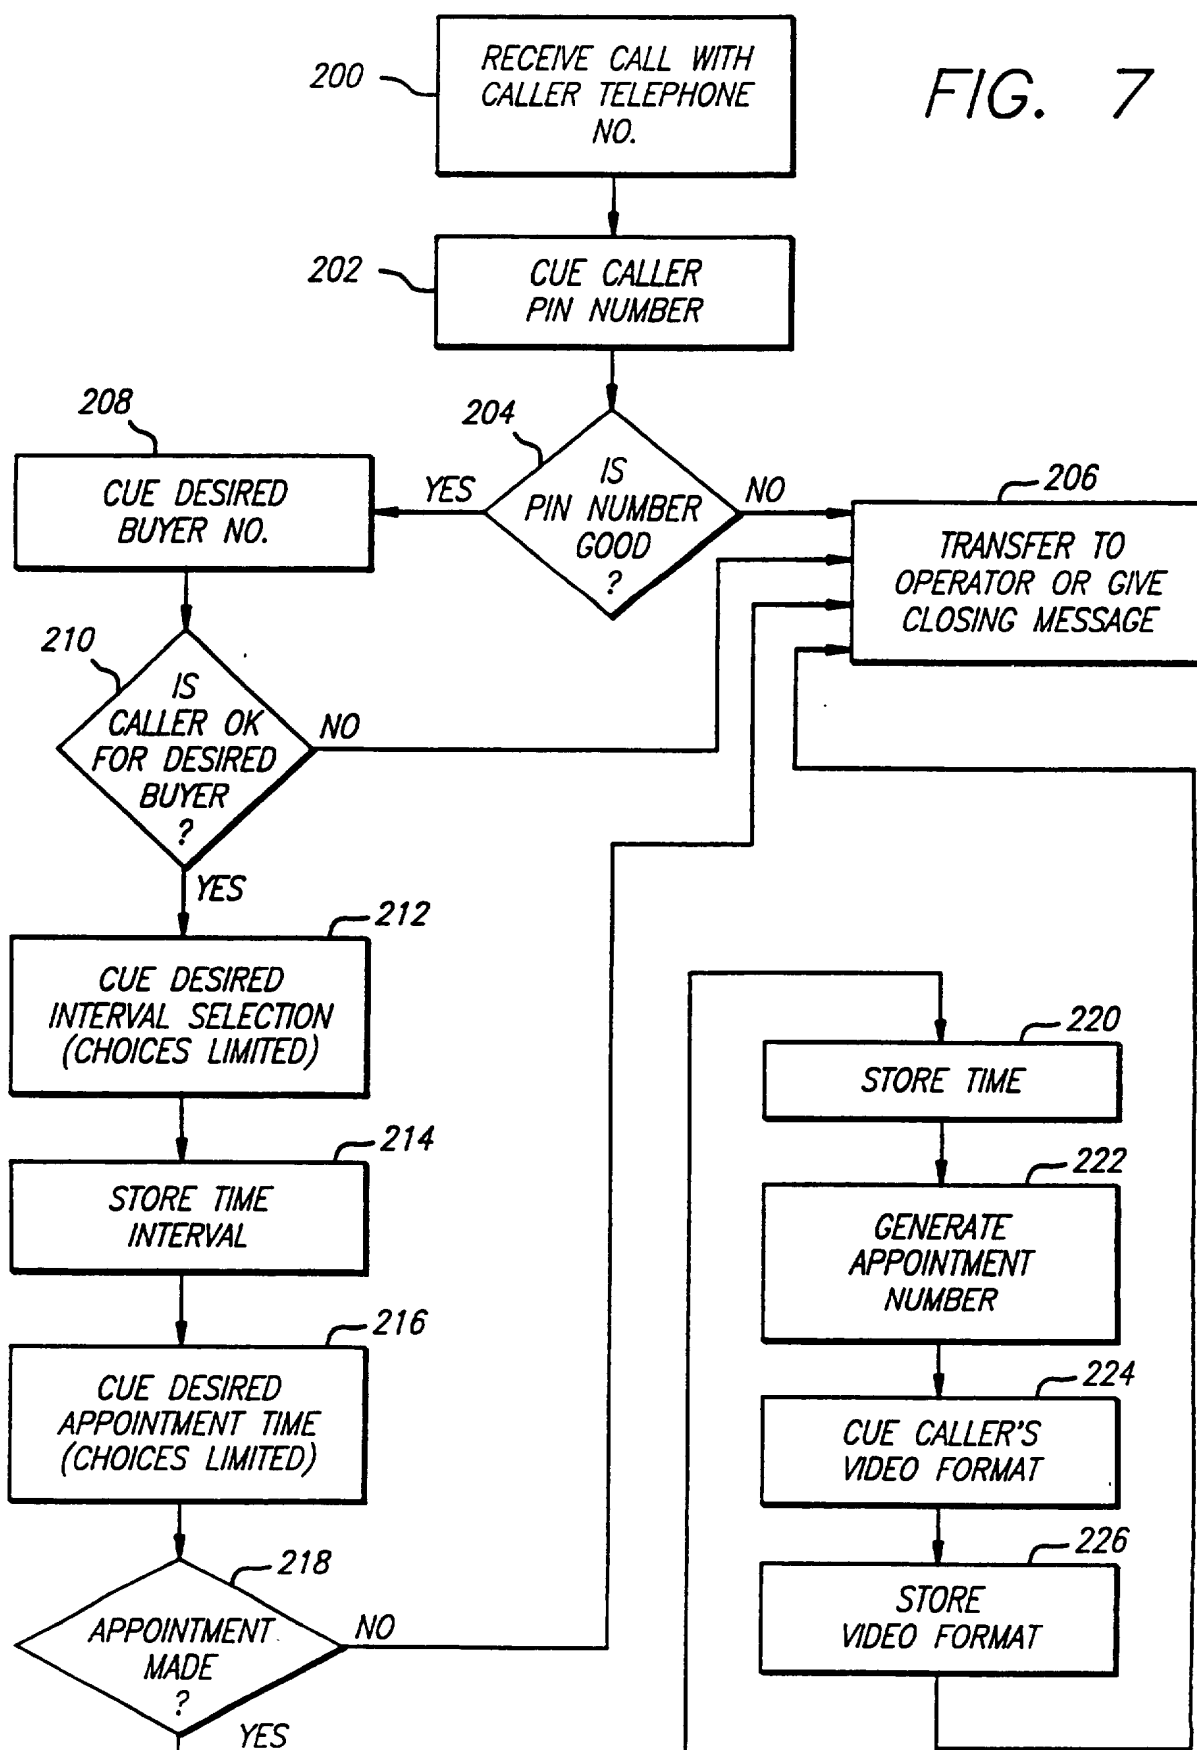 FIG. 7
200
RECEIVE CALL WITH
CALLER TELEPHONE
NO.
202
CUE CALLER
PIN NUMBER
204
IS
PIN NUMBER
GOOD
?
YES
NO
206
TRANSFER TO
OPERATOR OR GIVE
CLOSING MESSAGE
208
CUE DESIRED
BUYER NO.
210
IS
CALLER OK
FOR DESIRED
BUYER
?
NO
YES
212
CUE DESIRED
INTERVAL SELECTION
(CHOICES LIMITED)
214
STORE TIME
INTERVAL
216
CUE DESIRED
APPOINTMENT TIME
(CHOICES LIMITED)
218
APPOINTMENT
MADE
?
NO
YES
220
STORE TIME
222
GENERATE
APPOINTMENT
NUMBER
224
CUE CALLER'S
VIDEO FORMAT
226
STORE
VIDEO FORMAT